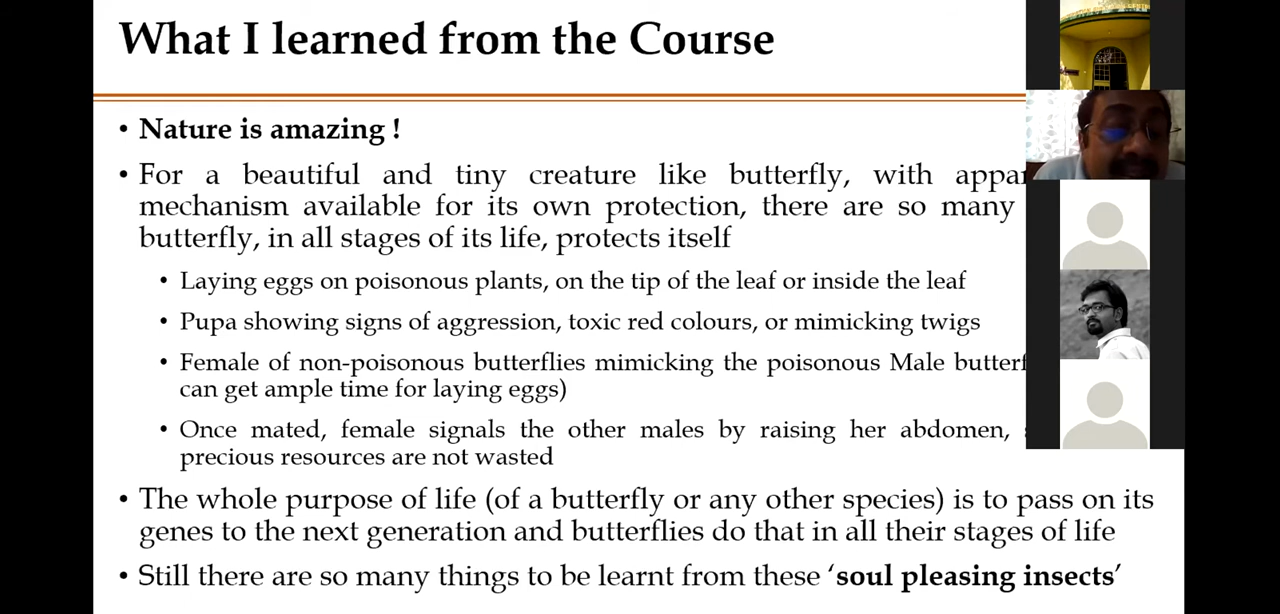 What I learned from the Course
• Nature is amazing !
• For a beautiful and tiny creature like butterfly, with
mechanism available for its own protection, there are so many
butterfly, in all stages of its life, protects itself
• Laying eggs on poisonous plants, on the tip of the leaf or inside the leaf
• Pupa showing signs of aggression, toxic red colours, or mimicking twigs
• Female of non-poisonous butterflies mimicking the poisonous Male
can get ample time for laying eggs)
• Once mated, female signals the other males by raising her abdomen,
precious resources are not wasted
• The whole purpose of life (of a butterfly or any other species) is to pass on its
genes to the next generation and butterflies do that in all their stages of life
• Still there are so many things to be learnt from these ‘soul pleasing insects’